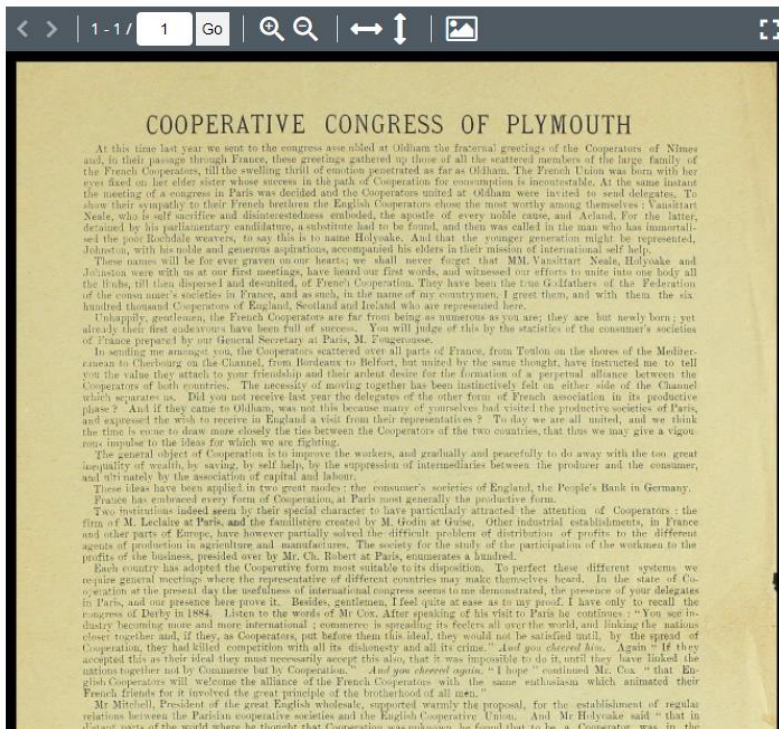 1 - 1 / 1 Go
COOPERATIVE CONGRESS OF PLYMOUTH
At this time last year we sent to the congress assembled at Oldham the fraternal greetings of the Cooperators of Nîmes
and, in their passage through France, these greetings gathered up those of all the scattered members of the large family of
the French Cooperators, till the swelling thrill of emotion penetrated as far as Oldham. The French Union was born with her
eyes fixed on her elder sister whose success in the path of Cooperation for consumption is incontestable. At the same instant
the meeting of a congress in Paris was decided and the Cooperators united at Oldham were invited to send delegates. To
show their sympathy to their French brethren the English Cooperators chose the most worthy among themselves : Vansittart
Neale, who is self sacrifice and disinterestedness embodied, the apostle of every noble cause, and Acland. For the latter,
detained by his parliamentary candidature, a substitute had to be found, and then was called in the man who has immortali-
sed the poor Rochdale weavers, to say this is to name Holyoake. And that the younger generation might be represented,
Johnston, with his noble and generous aspirations, accompanied his elders in their mission of international self help.
These names will be for ever graven on our hearts; we shall never forget that MM. Vansittart Neale, Holyoake and
Johnston were with us at our first meetings, have heard our first words, and witnessed our efforts to unite into one body all
the limbs, till then dispersed and desunited, of French Cooperation. They have been the true Godfathers of the Federation
of the consumer's societies in France, and as such, in the name of my countrymen, I greet them, and with them the six
hundred thousand Cooperators of England, Scotland and Ireland who are represented here.
Unhappily, gentlemen, the French Cooperators are far from being as numerous as you are; they are but newly born ; yet
already their first endeavours have been full of success. You will judge of this by the statistics of the consumer's societies
of France prepared by our General Secretary at Paris, M. Fougerousse.
In sending me amongst you, the Cooperators scattered over all parts of France, from Toulon on the shores of the Mediter-
ranean to Cherbourg on the Channel, from Bordeaux to Belfort, but united by the same thought, have instructed me to tell
you the value they attach to your friendship and their ardent desire for the formation of a perpetual alliance between the
Cooperators of both countries. The necessity of moving together has been instinctively felt on either side of the Channel
which separates us. Did you not receive last year the delegates of the other form of French association in its productive
phase ? And if they came to Oldham, was not this because many of yourselves had visited the productive societies of Paris,
and expressed the wish to receive in England a visit from their representatives ? To day we are all united, and we think
the time is come to draw more closely the ties between the Cooperators of the two countries, that thus we may give a vigou-
rous impulse to the ideas for which we are fighting.
The general object of Cooperation is to improve the workers, and gradually and peacefully to do away with the too great
inequality of wealth, by saving, by self help, by the suppression of intermediaries between the producer and the consumer,
and ultimately by the association of capital and labour.
These ideas have been applied in two great modes ; the consumer's societies of England, the People's Bank in Germany.
France has embraced every form of Cooperation, at Paris most generally the productive form.
Two institutions indeed seem by their special character to have particularly attracted the attention of Cooperators : the
firm of M. Leclaire at Paris, and the familistère created by M. Godin at Guise. Other industrial establishments, in France
and other parts of Europe, have however partially solved the difficult problem of distribution of profits to the different
agents of production in agriculture and manufactures. The society for the study of the participation of the workmen to the
profits of the business, presided over by Mr. Ch. Robert at Paris, enumerates a hundred.
Each country has adopted the Cooperative form most suitable to its disposition. To perfect these different systems we
require general meetings where the representative of different countries may make themselves heard. In the state of Co-
operation at the present day the usefulness of international congress seems to me demonstrated, the presence of your delegates
in Paris, and our presence here prove it. Besides, gentlemen, I feel quite at ease as to my proof. I have only to recall the
congress of Derby in 1884. Listen to the words of Mr Cox. After speaking of his visit to Paris he continues : “ You see in-
dustry becoming more and more international ; commerce is spreading its feelers all over the world, and linking the nations
closer together and, if they, as Cooperators, put before them this ideal, they would not be satisfied until, by the spread of
Cooperation, they had killed competition with all its dishonesty and all its crime.” And you cheered him. Again “ If they
accepted this as their ideal they must necessarily accept this also, that it was impossible to do it, until they have linked the
nations together not by Commerce but by Cooperation.” And you cheered again. “ I hope ” continued Mr. Cox “ that En-
glish Cooperators will welcome the alliance of the French Cooperators with the same enthusiasm which animated their
French friends for it involved the great principle of the brotherhood of all men. ”
Mr Mitchell, President of the great English wholesale, supported warmly the proposal, for the establishment of regular
relations between the Parisian cooperative societies and the English Cooperative Union. And Mr Holyoake said “ that in
distant parts of the world where he thought that Cooperation was unknown, he found that to be a Cooperator was in the